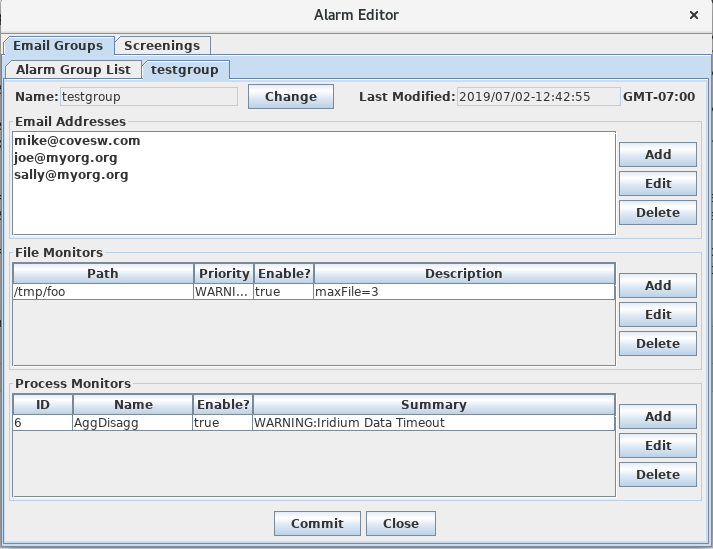 Alarm Editor ×
Email Groups Screenings
Alarm Group List testgroup
Name: testgroup Change Last Modified: 2019/07/02-12:42:55 GMT-07:00
Email Addresses
mike@covesw.com
joe@myorg.org
sally@myorg.org
Add
Edit
Delete
File Monitors
Path Priority Enable? Description
/tmp/foo WARNI... true maxFile=3
Add
Edit
Delete
Process Monitors
ID Name Enable? Summary
6 AggDisagg true WARNING:Iridium Data Timeout
Add
Edit
Delete
Commit Close